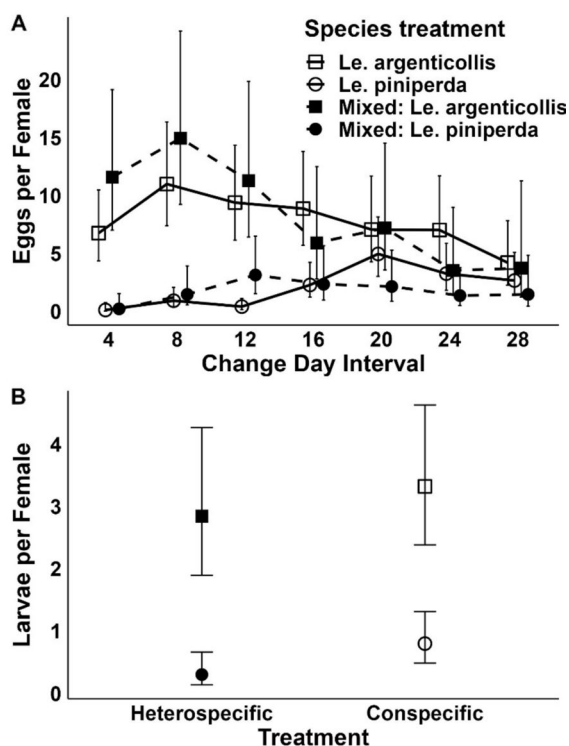 A
Species treatment
Le. argenticollis
Le. piniperda
Mixed: Le. argenticollis
Mixed: Le. piniperda
Eggs per Female
20
15
10
5
0
4 8 12 16 20 24 28
Change Day Interval
B
Larvae per Female
4
3
2
1
0
Heterospecific Conspecific
Treatment